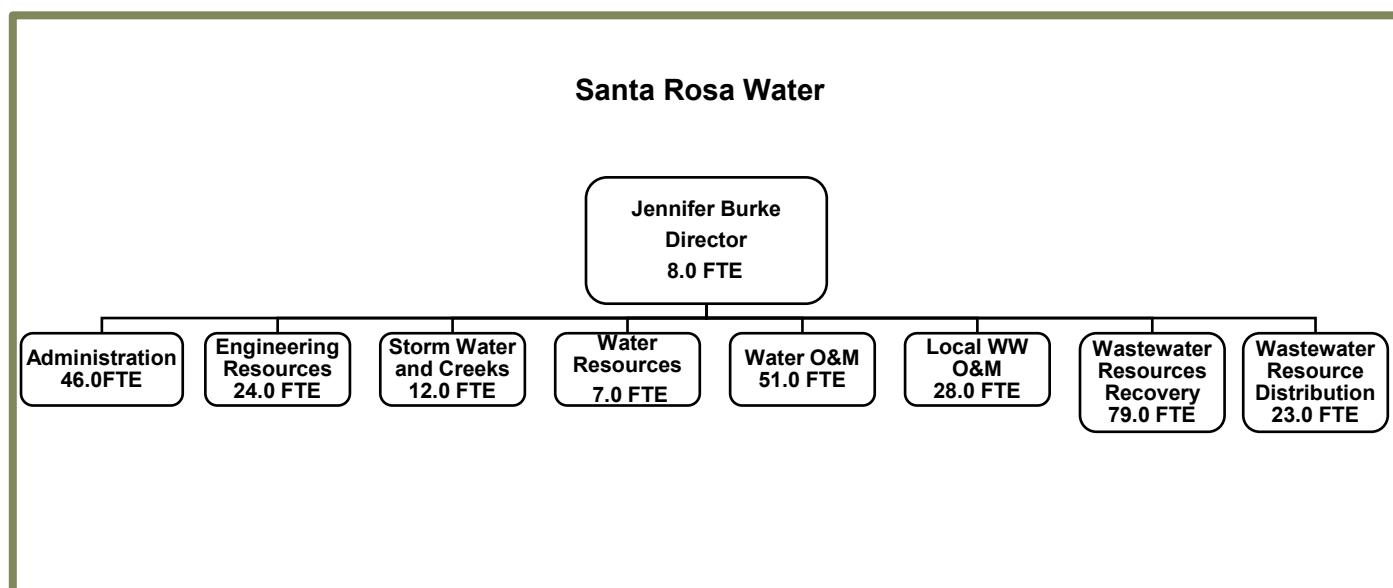 Santa Rosa Water
Jennifer Burke
Director
8.0 FTE
Administration
46.0FTE
Engineering
Resources
24.0 FTE
Storm Water
and Creeks
12.0 FTE
Water
Resources
7.0 FTE
Water O&M
51.0 FTE
Local WW
O&M
28.0 FTE
Wastewater
Resources
Recovery
79.0 FTE
Wastewater
Resource
Distribution
23.0 FTE